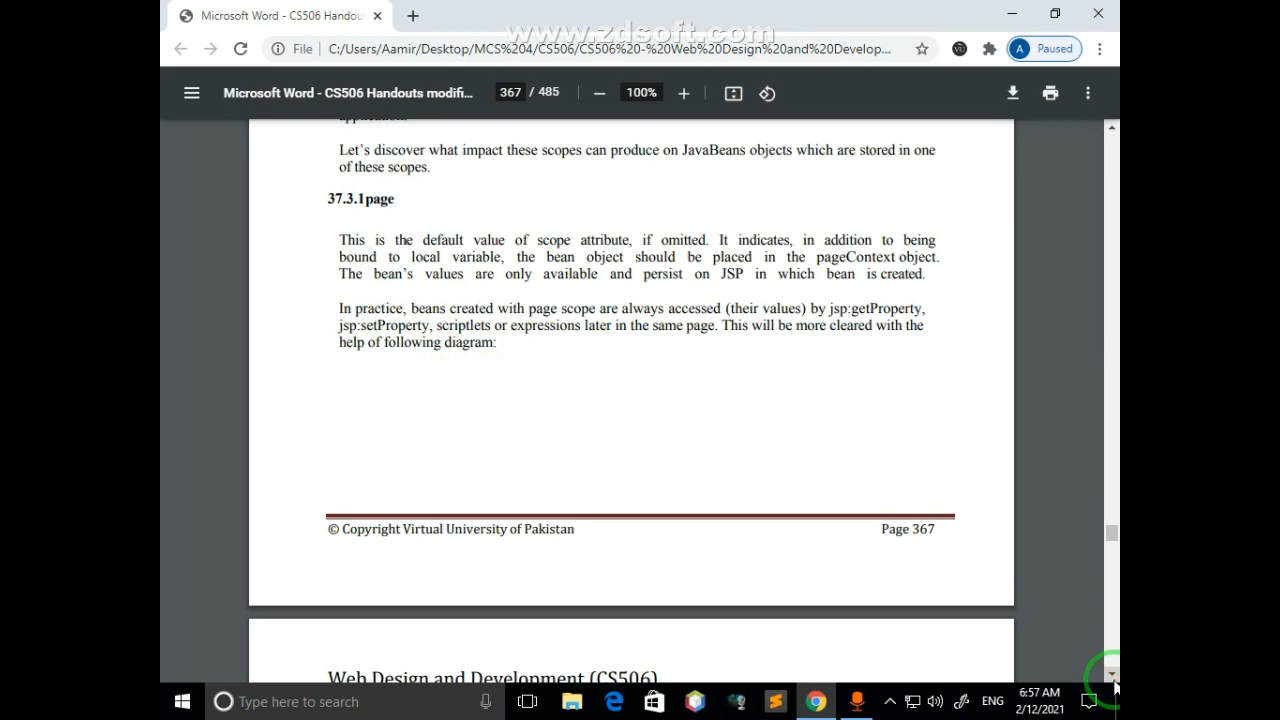 Microsoft Word - CS506 Handou
www.zdsoft.com
File
C:/Users/Aamir/Desktop/MCS%204/CS506/CS506%20-%20Web%20Design%20and%20Develop...
A Paused
Microsoft Word - CS506 Handouts modifi...
367 / 485
100%
application.
Let's discover what impact these scopes can produce on JavaBeans objects which are stored in one
of these scopes.
37.3.1page
This is the default value of scope attribute, if omitted. It indicates, in addition to being
bound to local variable, the bean object should be placed in the pageContext object.
The bean's values are only available and persist on JSP in which bean is created.
In practice, beans created with page scope are always accessed (their values) by jsp:getProperty,
jsp:setProperty, scriptlets or expressions later in the same page. This will be more cleared with the
help of following diagram:
© Copyright Virtual University of Pakistan
Page 367
Web Design and Development (CS506)
Type here to search
ENG
6:57 AM
2/12/2021